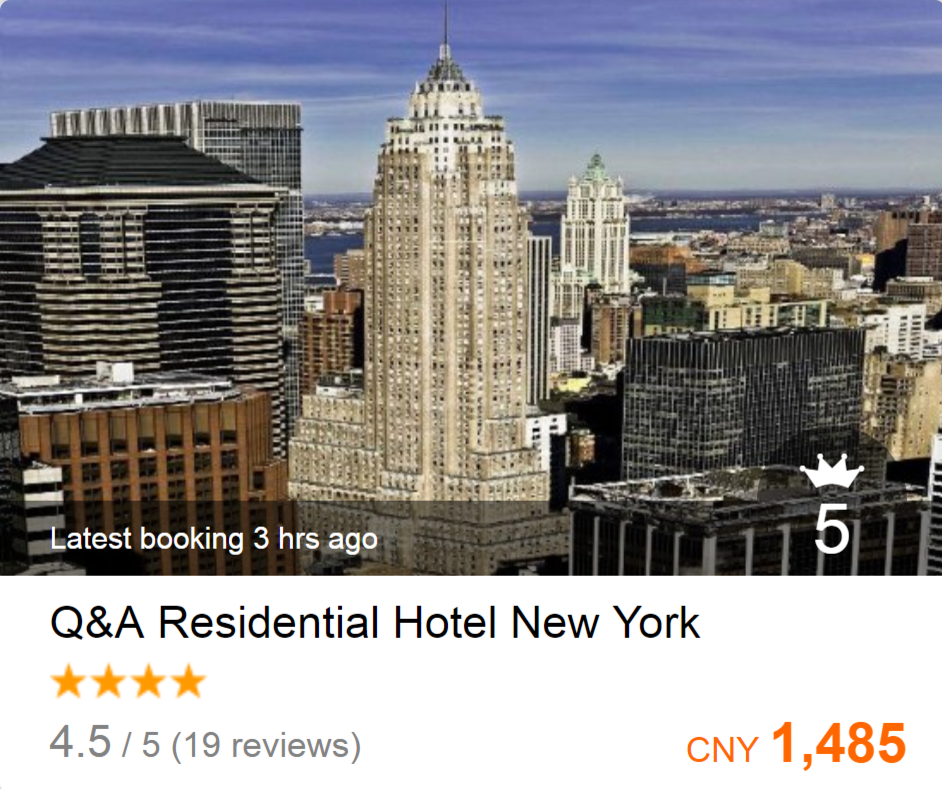 Latest booking 3 hrs ago
5
Q&A Residential Hotel New York
4.5 / 5 (19 reviews)
CNY 1,485